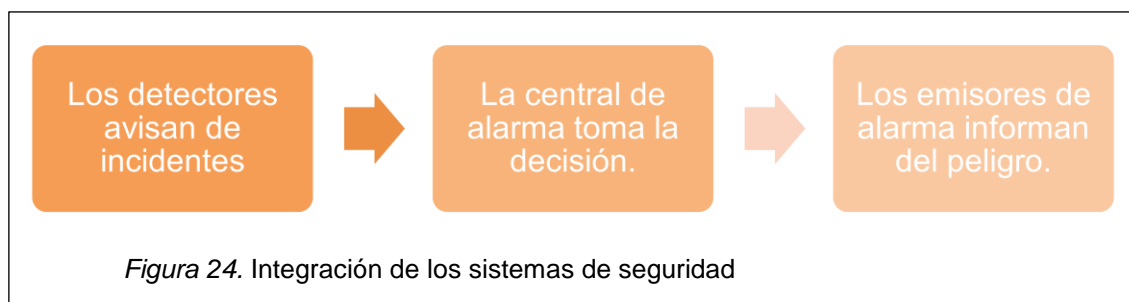 Los detectores
avisan de
incidentes
La central de
alarma toma la
decisión.
Los emisores de
alarma informan
del peligro.
Figura 24. Integración de los sistemas de seguridad